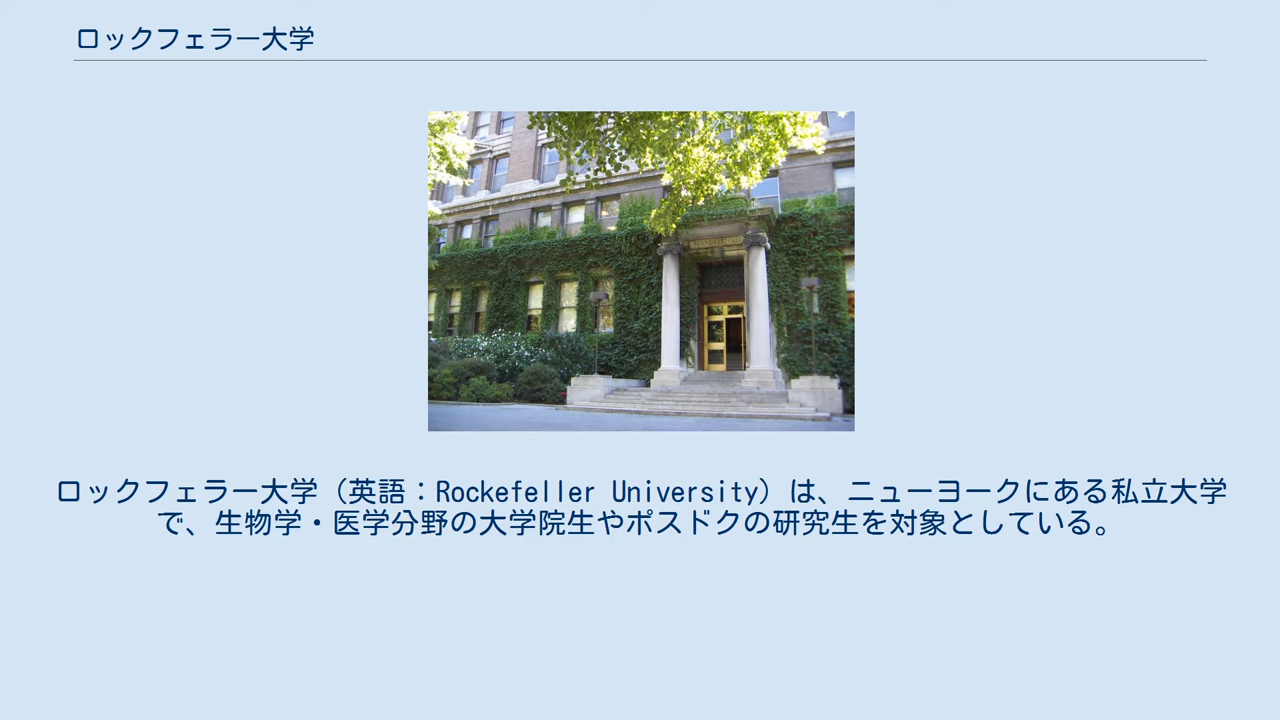 ロックフェラー大学
ロックフェラー大学（英語：Rockefeller University）は、ニューヨークにある私立大学
で、生物学・医学分野の大学院生やポスドクの研究生を対象としている。